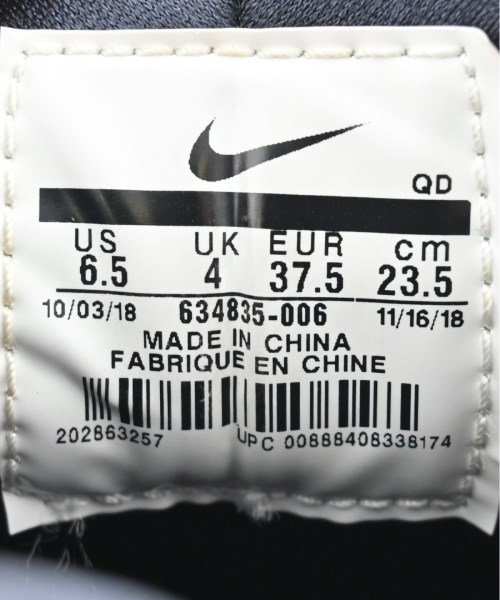 QD
US UK EUR cm
6.5 4 37.5 23.5
10/03/18 634835-006 11/16/18
MADE IN CHINA
FABRIQUE EN CHINE
202863257 UPC 00888408338174